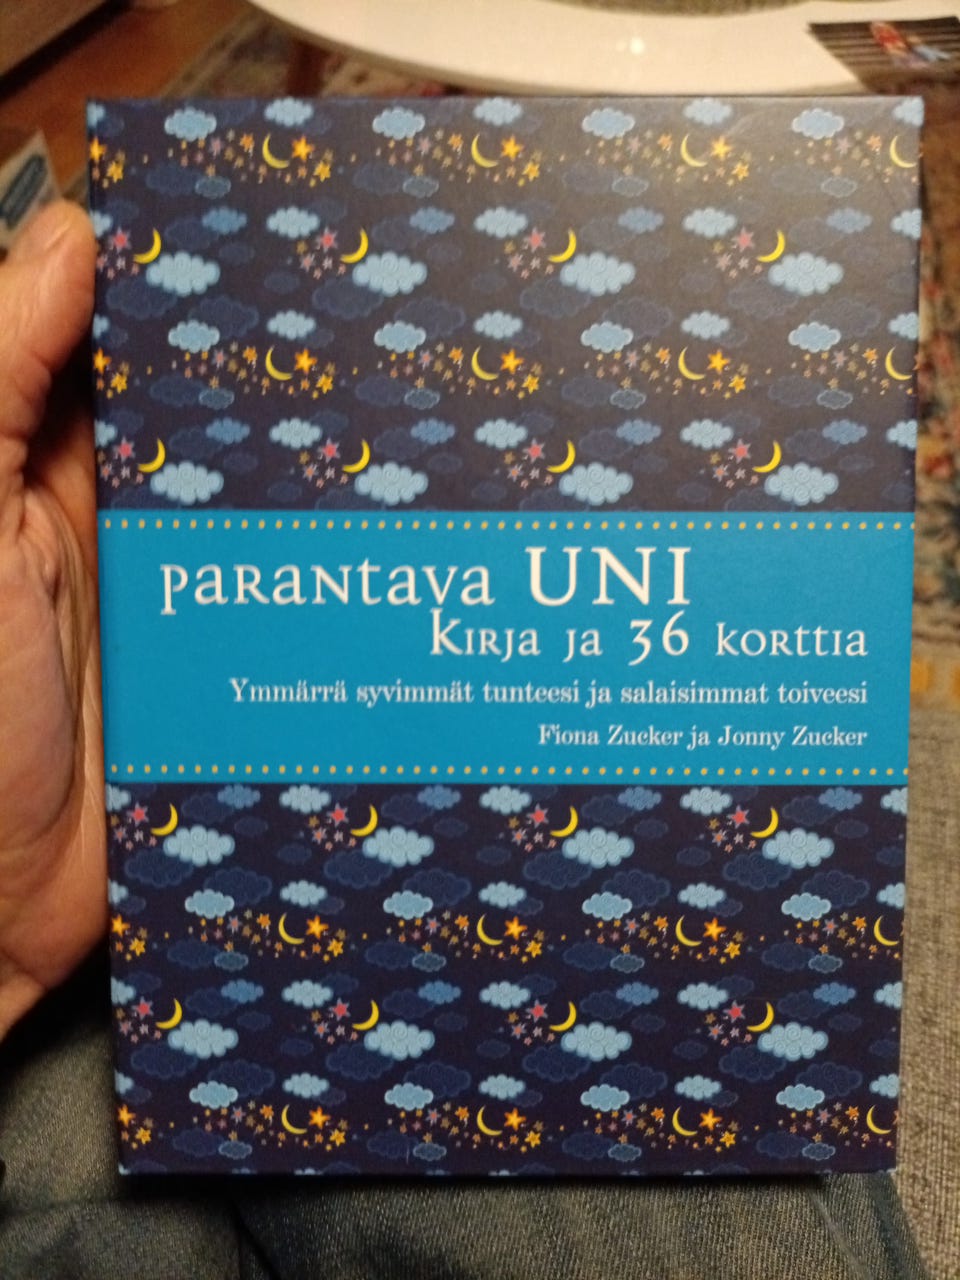 parantava UNI
Kirja ja 36 korttia
Ymmärrä syvimmät tunteesi ja salaisimmat toiveesi
Fiona Zucker ja Jonny Zucker